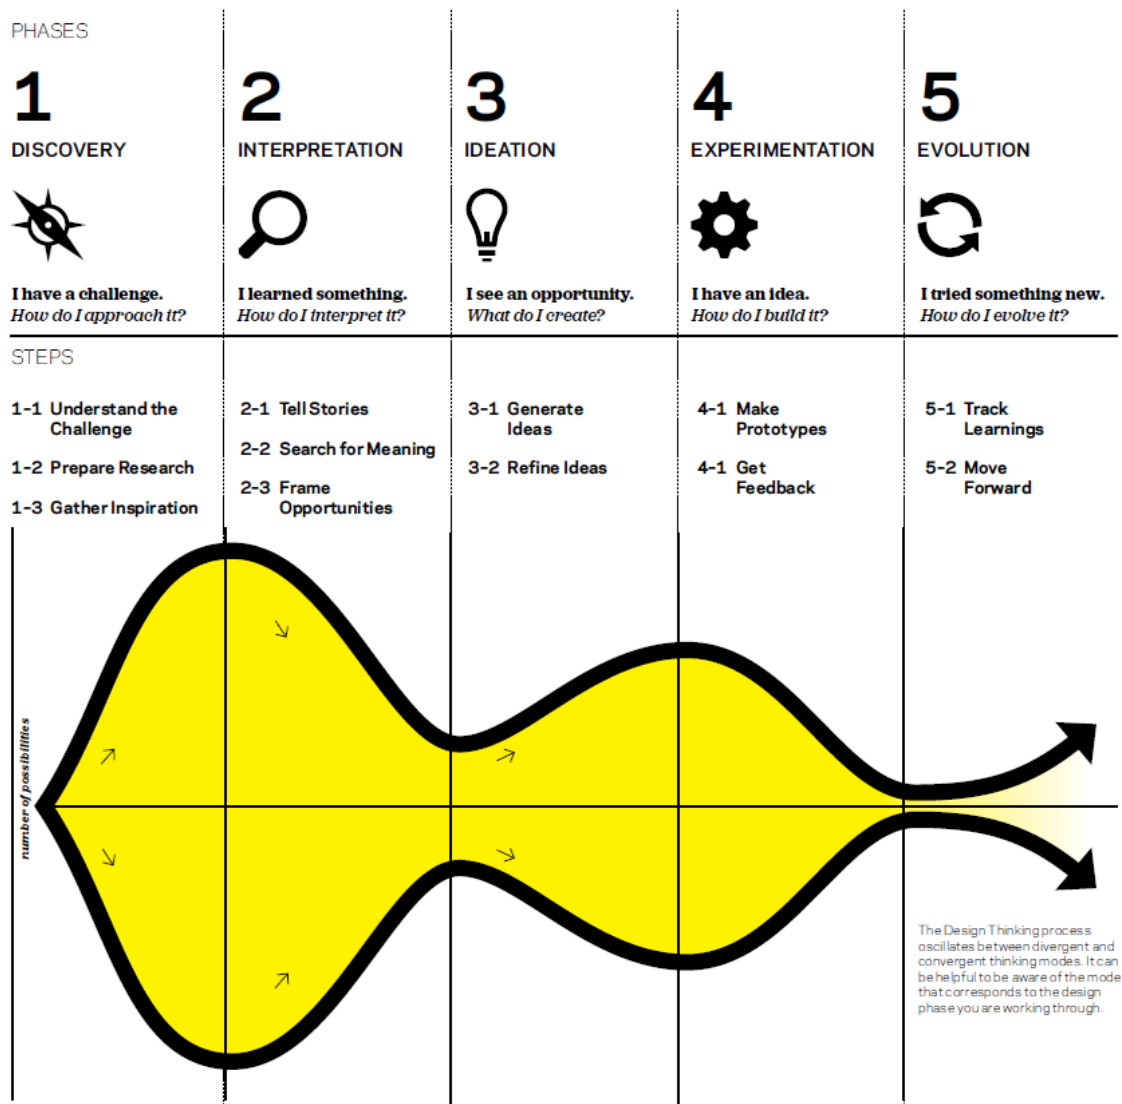 PHASES
1
DISCOVERY
I have a challenge.
How do I approach it?
2
INTERPRETATION
I learned something.
How do I interpret it?
3
IDEATION
I see an opportunity.
What do I create?
4
EXPERIMENTATION
I have an idea.
How do I build it?
5
EVOLUTION
I tried something new.
How do I evolve it?
STEPS
1-1 Understand the
Challenge
1-2 Prepare Research
1-3 Gather Inspiration
2-1 Tell Stories
2-2 Search for Meaning
2-3 Frame
Opportunities
3-1 Generate
Ideas
3-2 Refine Ideas
4-1 Make
Prototypes
4-1 Get
Feedback
5-1 Track
Learnings
5-2 Move
Forward
number of possibilities
The Design Thinking process
oscillates between divergent and
convergent thinking modes. It can
be helpful to be aware of the mode
that corresponds to the design
phase you are working through.